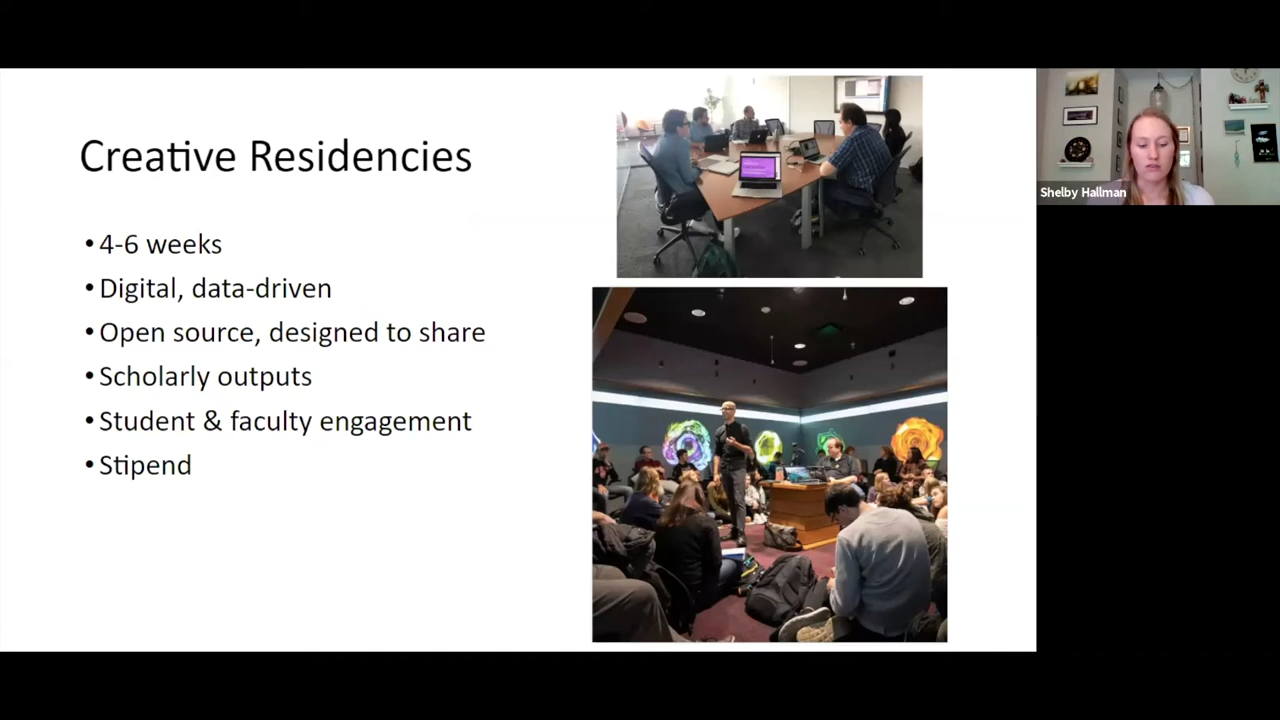 Creative Residencies
• 4-6 weeks
• Digital, data-driven
• Open source, designed to share
• Scholarly outputs
• Student & faculty engagement
• Stipend
Shelby Hallman